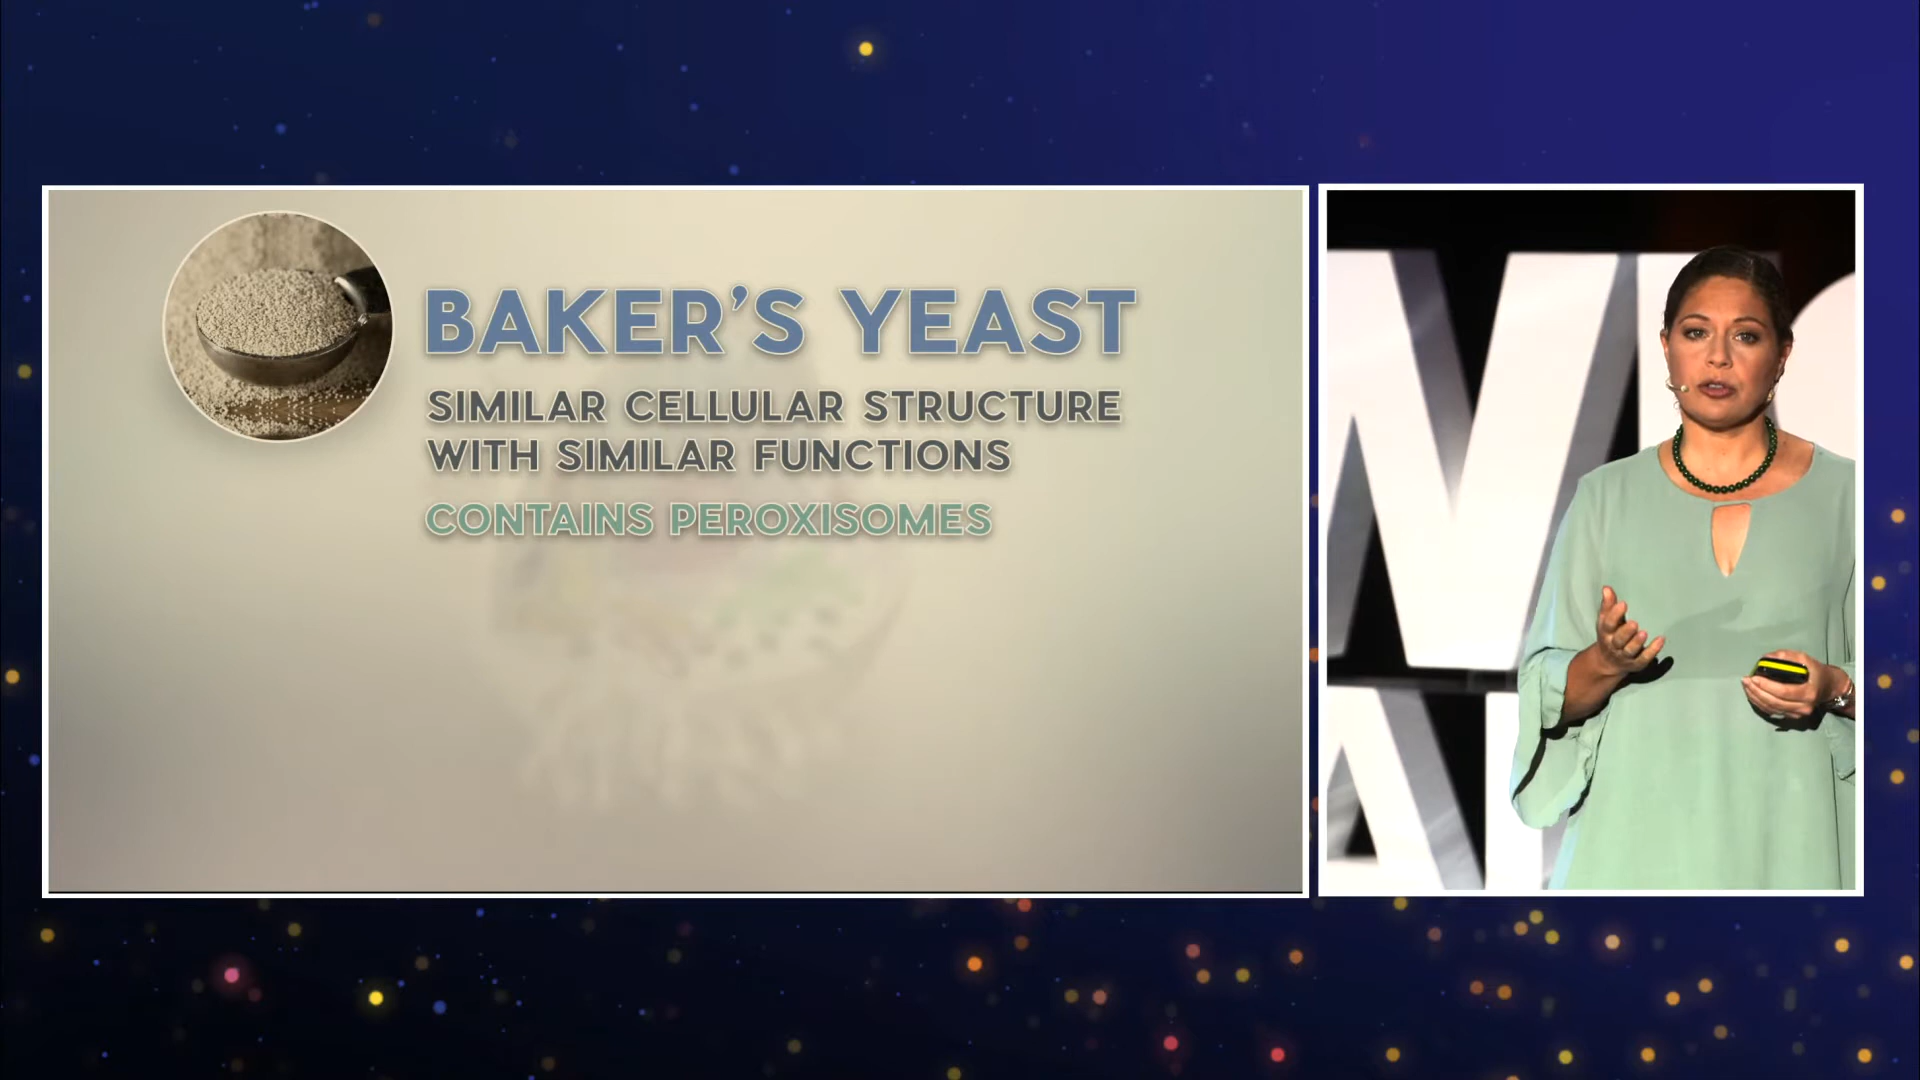 BAKER'S YEAST
SIMILAR CELLULAR STRUCTURE
WITH SIMILAR FUNCTIONS
CONTAINS PEROXISOMES